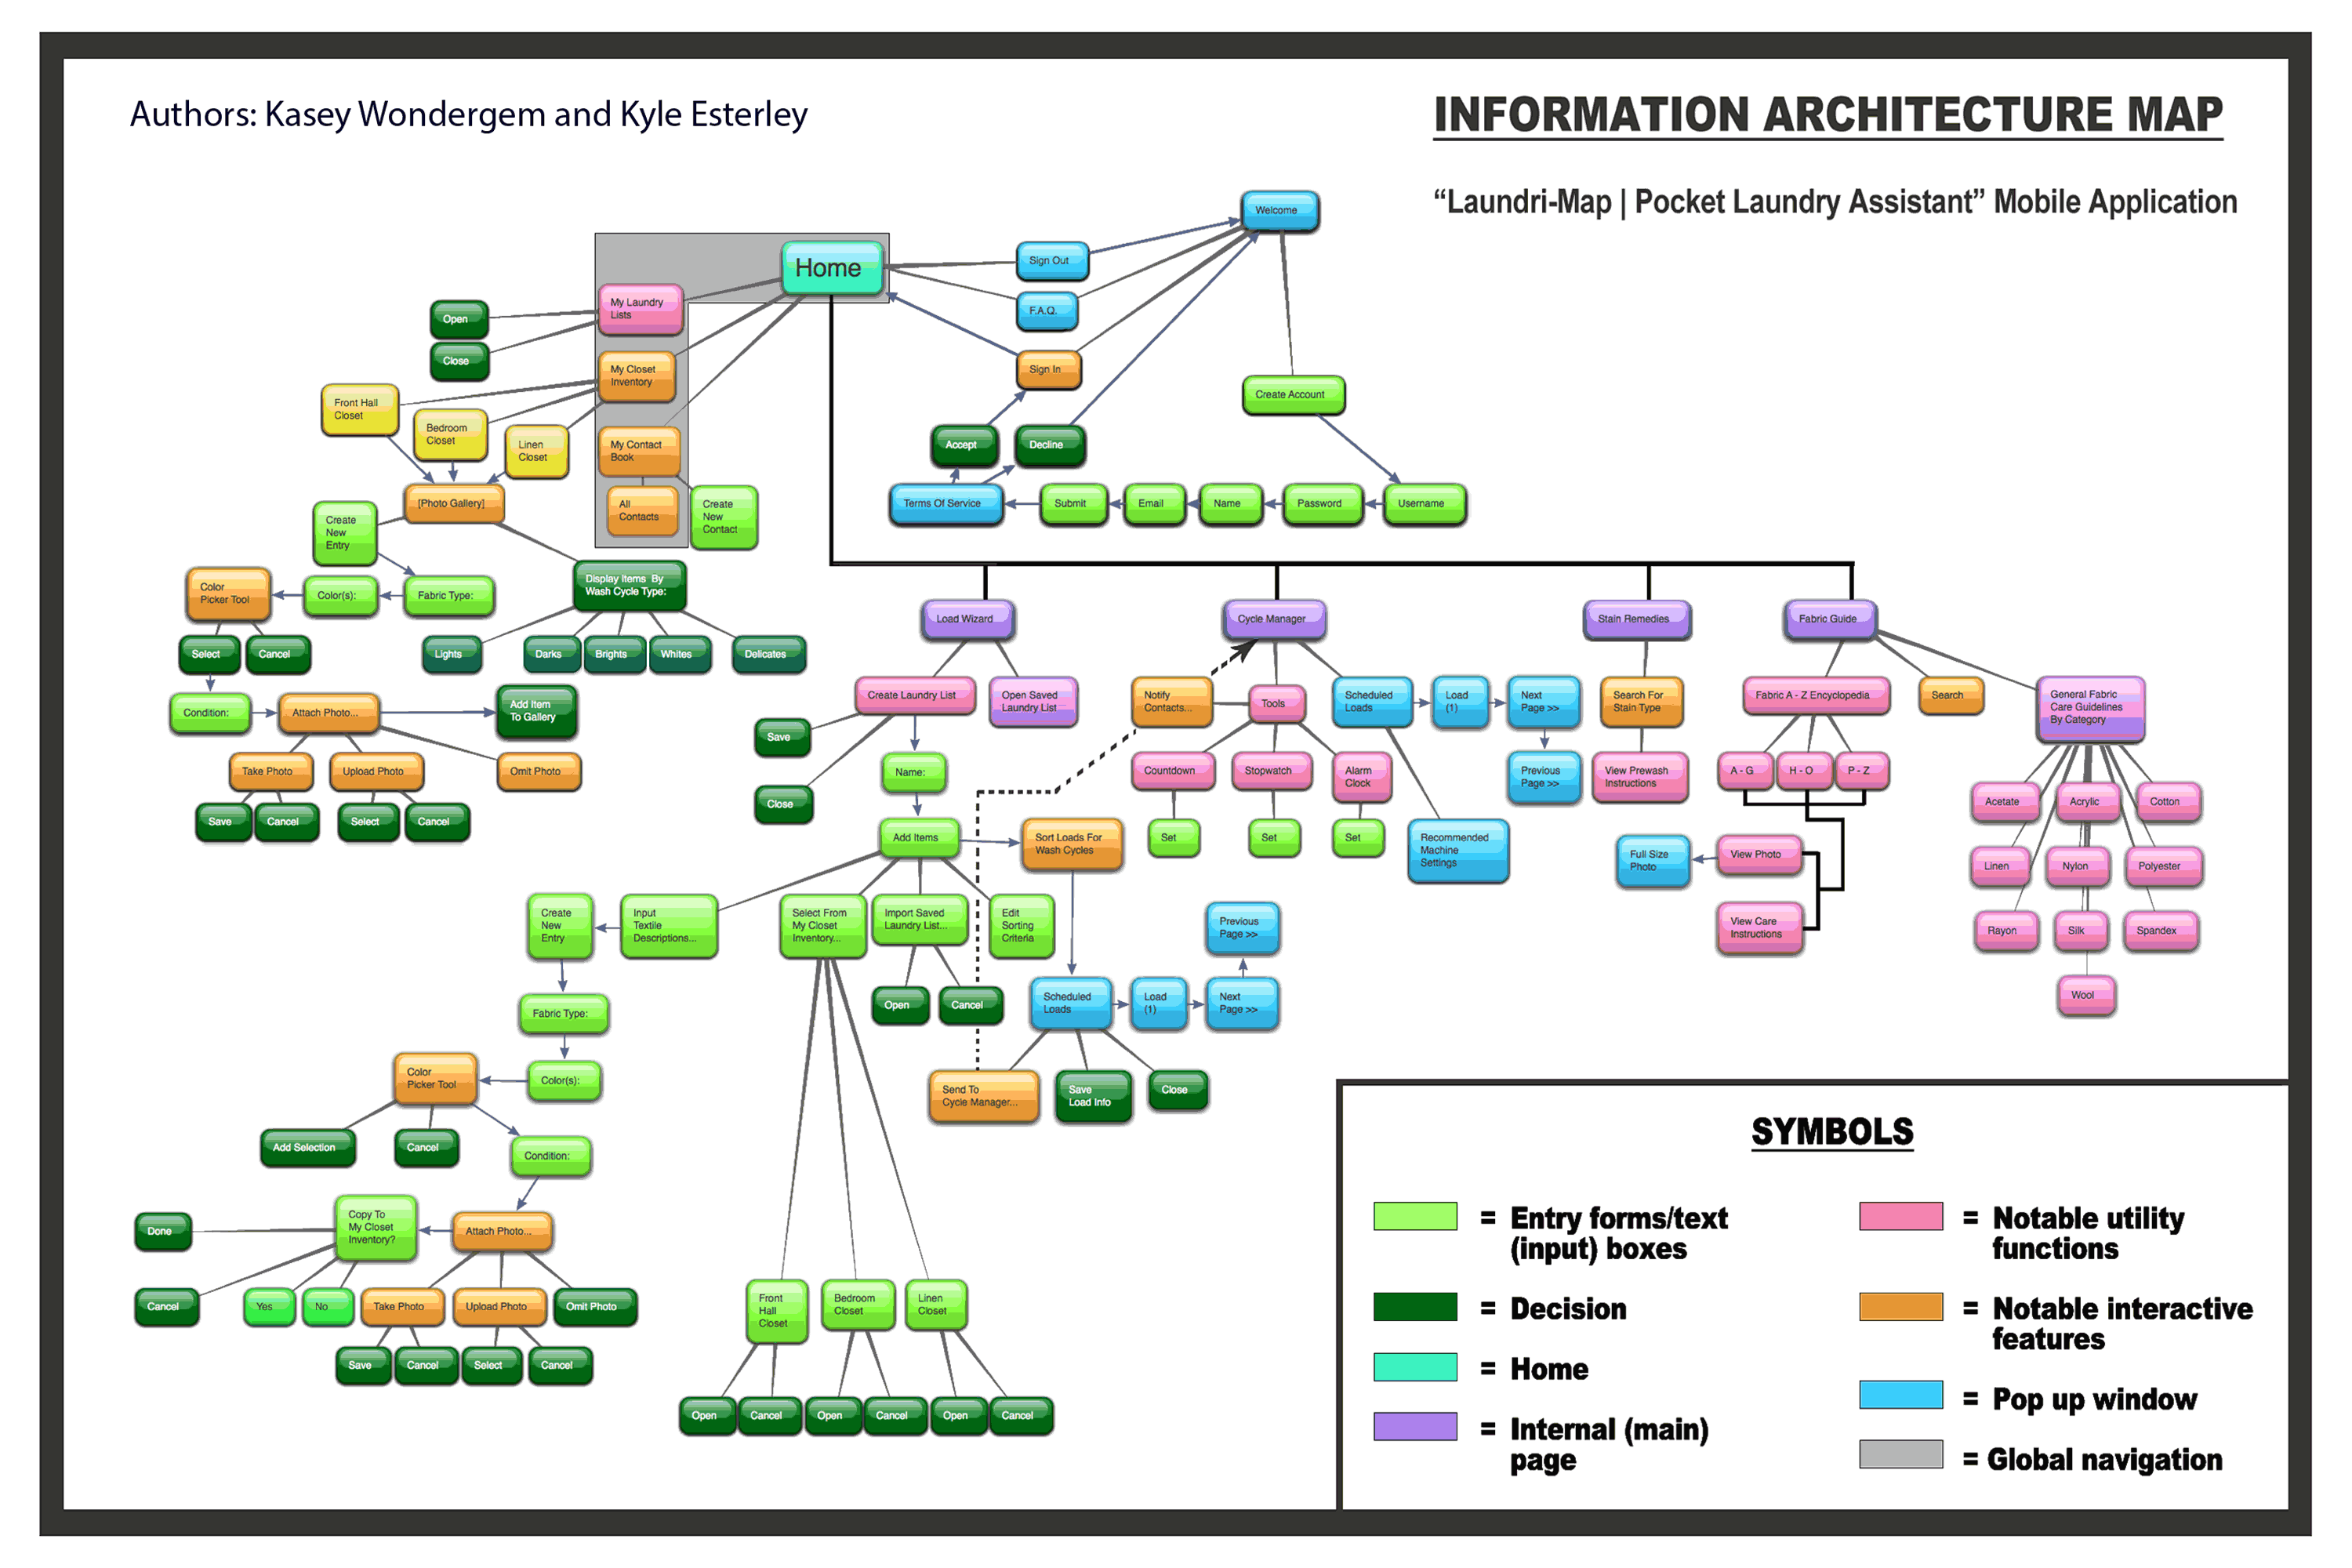 Authors: Kasey Wondergem and Kyle Esterley
INFORMATION ARCHITECTURE MAP
“Laundri-Map | Pocket Laundry Assistant” Mobile Application
Welcome
Home
Sign Out
F.A.Q.
Sign In
Create Account
Accept
Decline
Terms Of Service
Submit
Email
Name
Password
Username
My Laundry
Lists
Open
Close
My Closet
Inventory
Front Hall
Closet
Bedroom
Closet
Linen
Closet
My Contact
Book
All
Contacts
Create
New
Contact
[Photo Gallery]
Create
New
Entry
Color
Picker Tool
Color(s):
Fabric Type:
Display Items By
Wash Cycle Type:
Select
Cancel
Lights
Darks
Brights
Whites
Delicates
Condition:
Attach Photo...
Add Item
To Gallery
Take Photo
Upload Photo
Omit Photo
Save
Cancel
Select
Cancel
Load Wizard
Cycle Manager
Stain Remedies
Fabric Guide
Create Laundry List
Open Saved
Laundry List
Save
Close
Name:
Add Items
Sort Loads For
Wash Cycles
Notify
Contacts...
Tools
Scheduled
Loads
Load
(1)
Next
Page >>
Previous
Page >>
Countdown
Stopwatch
Alarm
Clock
Set
Set
Set
Recommended
Machine
Settings
Search For
Stain Type
View Prewash
Instructions
Fabric A - Z Encyclopedia
Search
General Fabric
Care Guidelines
By Category
A - G
H - O
P - Z
Full Size
Photo
View Photo
View Care
Instructions
Acetate
Acrylic
Cotton
Linen
Nylon
Polyester
Rayon
Silk
Spandex
Wool
Create
New
Entry
Input
Textile
Descriptions...
Select From
My Closet
Inventory...
Import Saved
Laundry List...
Edit
Sorting
Criteria
Open
Cancel
Previous
Page >>
Scheduled
Loads
Load
(1)
Next
Page >>
Send To
Cycle Manager...
Save
Load Info
Close
Fabric Type:
Color
Picker Tool
Color(s):
Add Selection
Cancel
Condition:
Done
Copy To
My Closet
Inventory?
Attach Photo...
Cancel
Yes
No
Take Photo
Upload Photo
Omit Photo
Save
Cancel
Select
Cancel
Front
Hall
Closet
Bedroom
Closet
Linen
Closet
Open
Cancel
Open
Cancel
Open
Cancel
SYMBOLS
= Entry forms/text
(input) boxes
= Decision
= Home
= Internal (main)
page
= Notable utility
functions
= Notable interactive
features
= Pop up window
= Global navigation